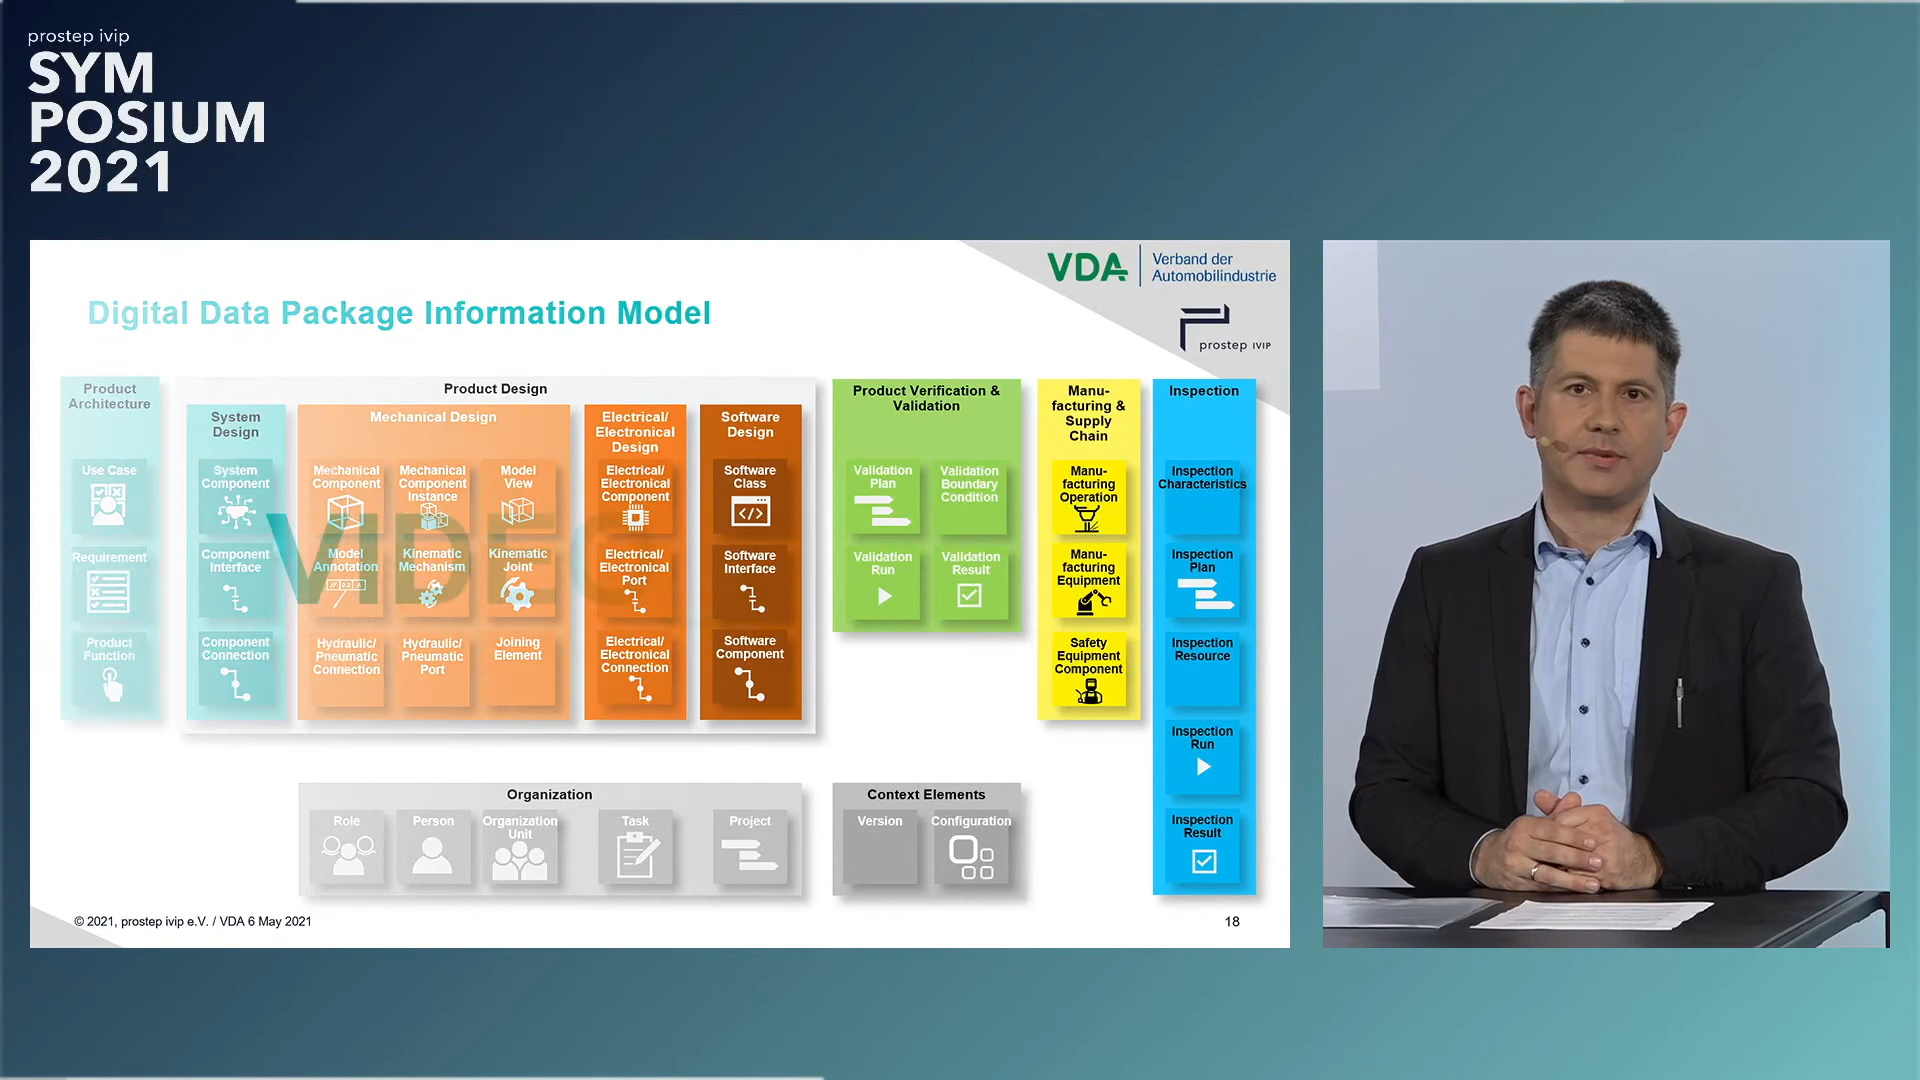 prostep ivip
SYM
POSIUM
2021
VDA
Verband der
Automobilindustrie
prostep IVIP
Digital Data Package Information Model
Product
Architecture
Use Case
Requirement
Product
Function
Product Design
System
Design
System
Component
Component
Interface
Component
Connection
Mechanical Design
Mechanical
Component
Mechanical
Component
Instance
Model
View
Model
Annotation
Kinematic
Mechanism
Kinematic
Joint
Hydraulic/
Pneumatic
Connection
Hydraulic/
Pneumatic
Port
Joining
Element
Electrical/
Electronical
Design
Electrical/
Electronical
Component
Electrical/
Electronical
Port
Electrical/
Electronical
Connection
Software
Design
Software
Class
</>
Software
Interface
Software
Component
Product Verification &
Validation
Validation
Plan
Validation
Boundary
Condition
Validation
Run
Validation
Result
Manu-
facturing &
Supply
Chain
Manu-
facturing
Operation
Manu-
facturing
Equipment
Safety
Equipment
Component
Inspection
Inspection
Characteristics
Inspection
Plan
Inspection
Resource
Inspection
Run
Inspection
Result
Organization
Role
Person
Organization
Unit
Task
Project
Context Elements
Version
Configuration
© 2021, prostep ivip e.V. / VDA 6 May 2021
18